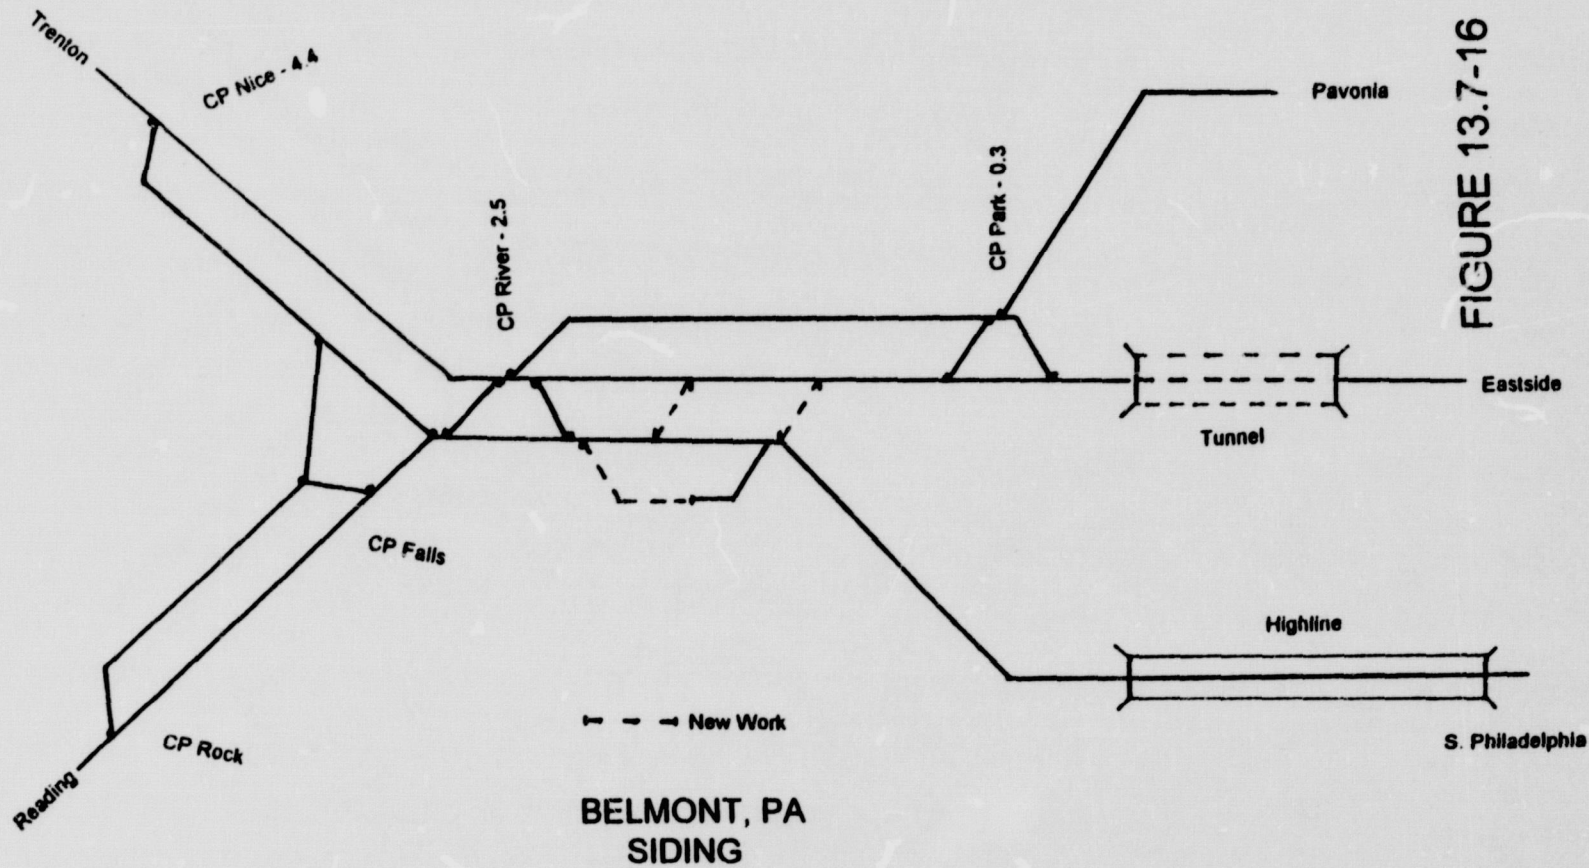 Trenton
CP Nice - 4.4
CP River - 2.5
CP Park - 0.3
Pavonia
FIGURE 13.7-16
Eastside
Tunnel
CP Falls
Highline
New Work
CP Rock
S. Philadelphia
Reading
BELMONT, PA
SIDING